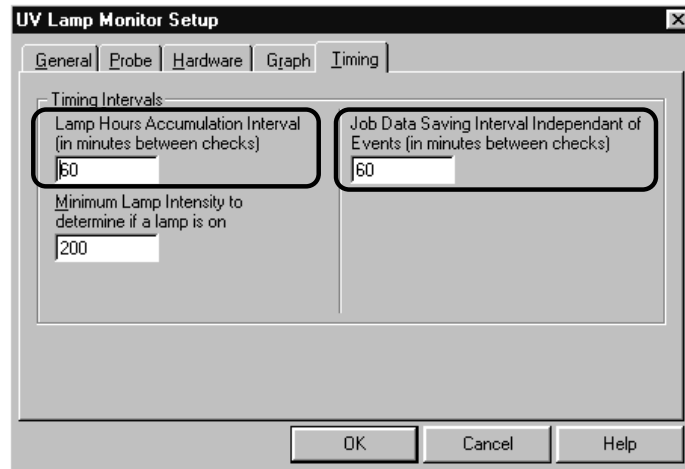 UV Lamp Monitor Setup
General Probe Hardware Graph Timing
Timing Intervals
Lamp Hours Accumulation Interval
(in minutes between checks)
60
Minimum Lamp Intensity to
determine if a lamp is on
200
Job Data Saving Interval Independant of
Events (in minutes between checks)
60
OK Cancel Help